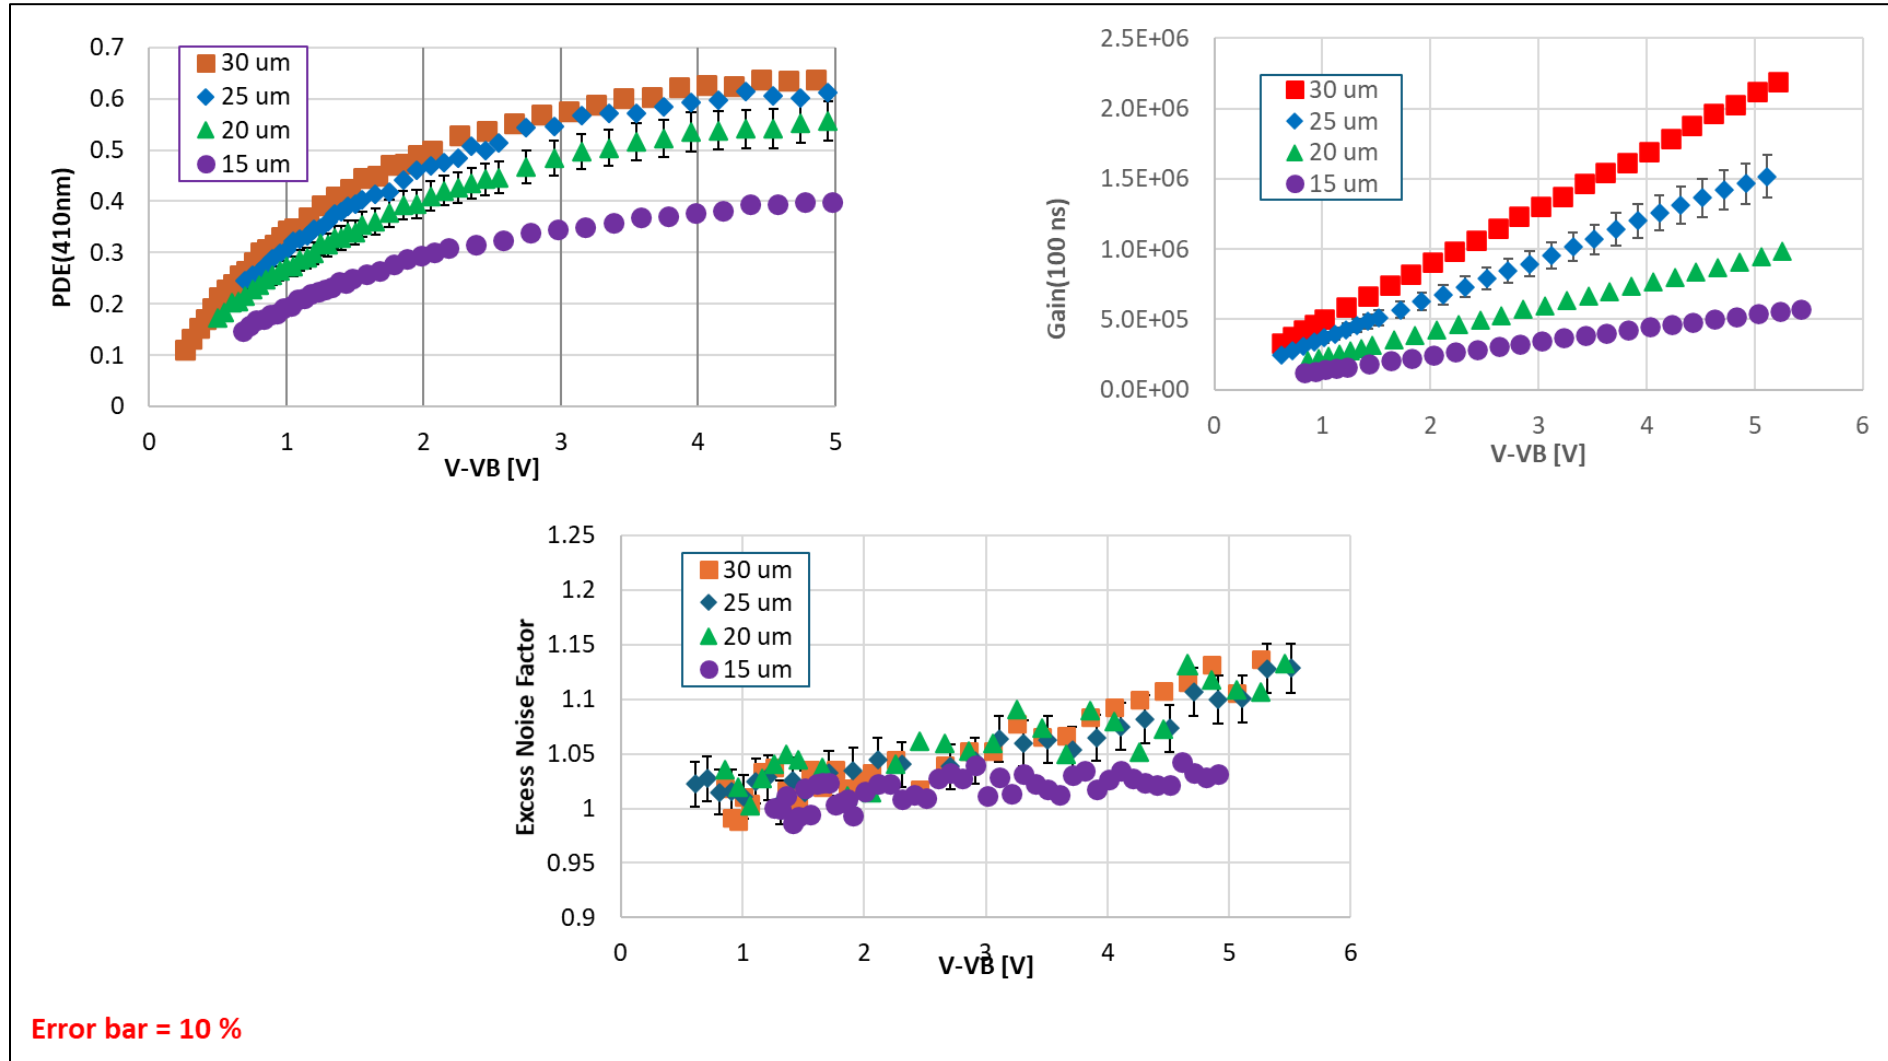 0.7
0.6
0.5
0.4
0.3
0.2
0.1
0
PDE(410nm)
30 um
25 um
20 um
15 um
0 1 2 3 4 5
V-VB [V]
2.5E+06
2.0E+06
1.5E+06
1.0E+06
5.0E+05
0.0E+00
Gain(100 ns)
30 um
25 um
20 um
15 um
0 1 2 3 4 5 6
V-VB [V]
1.25
1.2
1.15
1.1
1.05
1
0.95
0.9
Excess Noise Factor
30 um
25 um
20 um
15 um
0 1 2 3 4 5 6
V-VB [V]
Error bar = 10 %